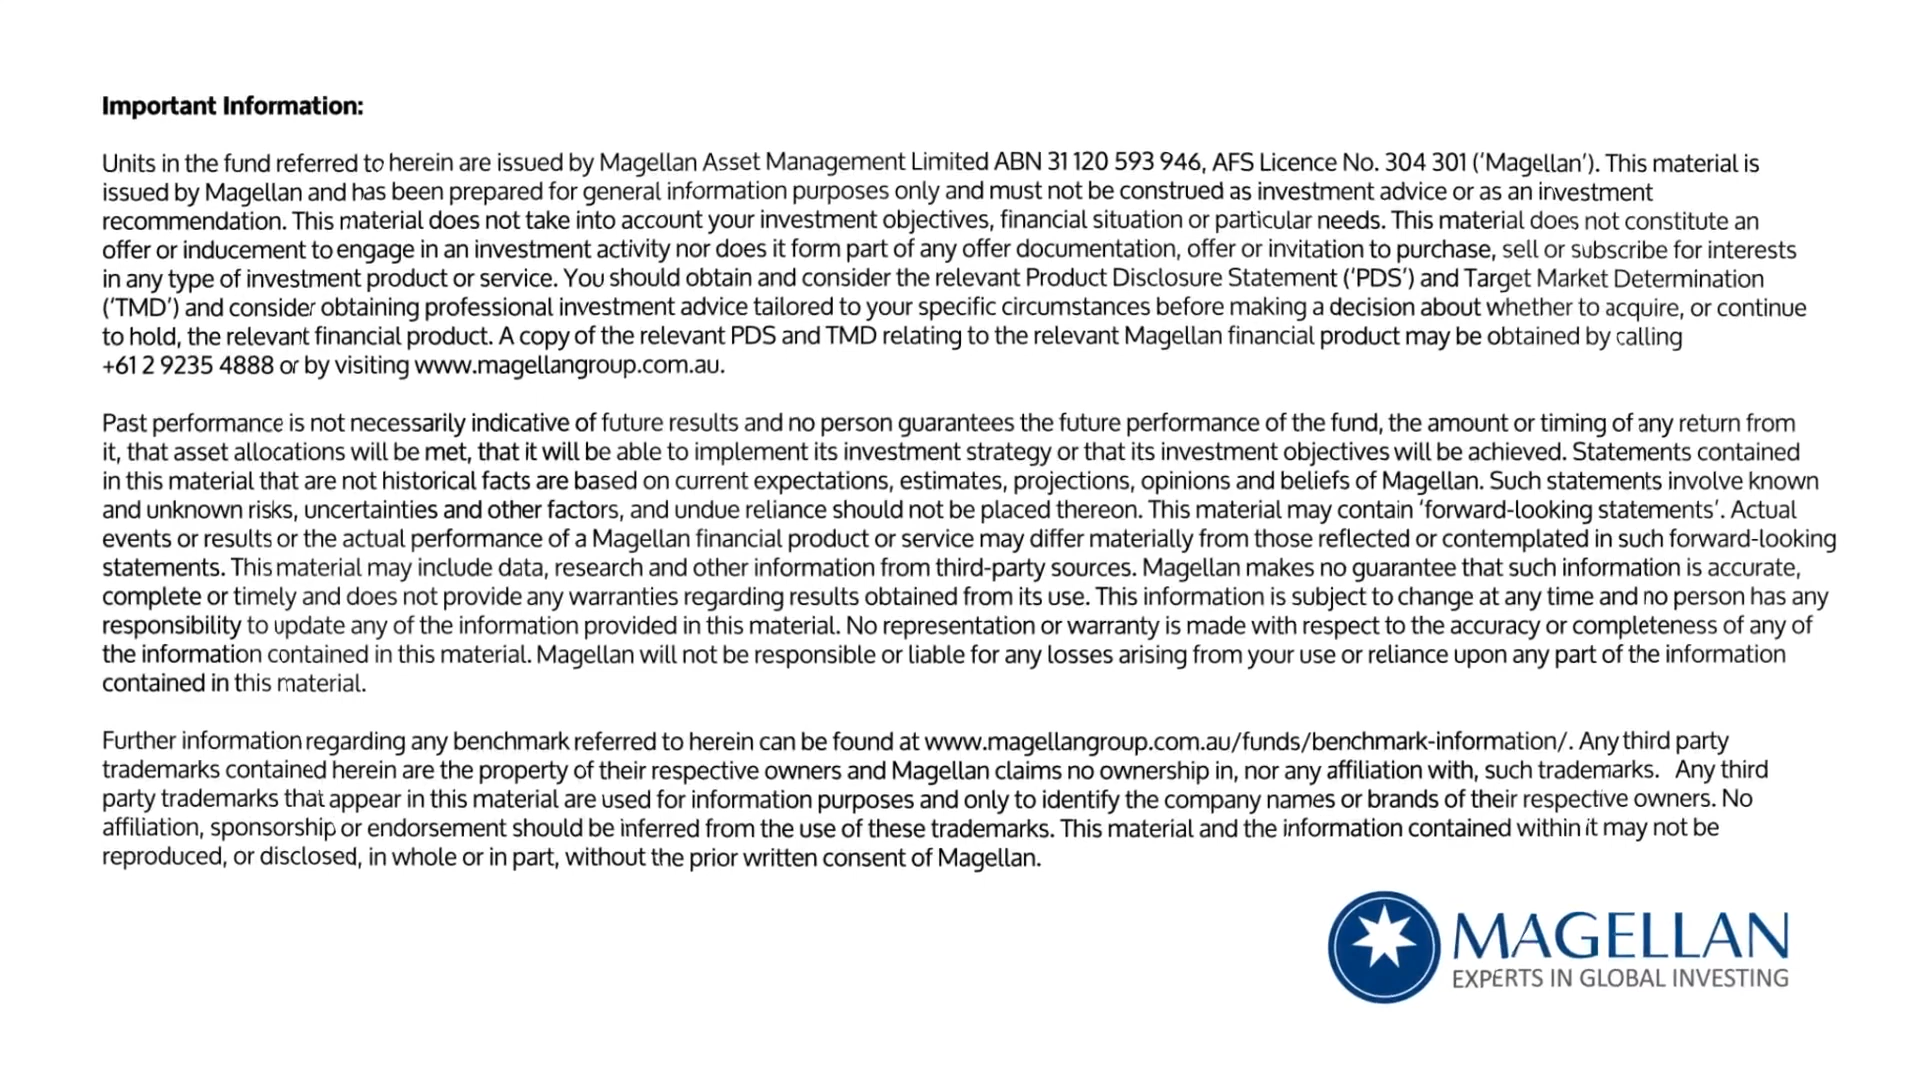 Important Information:
Units in the fund referred to herein are issued by Magellan Asset Management Limited ABN 31 120 593 946, AFS Licence No. 304 301 (‘Magellan’). This material is
issued by Magellan and has been prepared for general information purposes only and must not be construed as investment advice or as an investment
recommendation. This material does not take into account your investment objectives, financial situation or particular needs. This material does not constitute an
offer or inducement to engage in an investment activity nor does it form part of any offer documentation, offer or invitation to purchase, sell or subscribe for interests
in any type of investment product or service. You should obtain and consider the relevant Product Disclosure Statement (‘PDS’) and Target Market Determination
(‘TMD’) and consider obtaining professional investment advice tailored to your specific circumstances before making a decision about whether to acquire, or continue
to hold, the relevant financial product. A copy of the relevant PDS and TMD relating to the relevant Magellan financial product may be obtained by calling
+61 2 9235 4888 or by visiting www.magellangroup.com.au.
Past performance is not necessarily indicative of future results and no person guarantees the future performance of the fund, the amount or timing of any return from
it, that asset allocations will be met, that it will be able to implement its investment strategy or that its investment objectives will be achieved. Statements contained
in this material that are not historical facts are based on current expectations, estimates, projections, opinions and beliefs of Magellan. Such statements involve known
and unknown risks, uncertainties and other factors, and undue reliance should not be placed thereon. This material may contain ‘forward-looking statements’. Actual
events or results or the actual performance of a Magellan financial product or service may differ materially from those reflected or contemplated in such forward-looking
statements. This material may include data, research and other information from third-party sources. Magellan makes no guarantee that such information is accurate,
complete or timely and does not provide any warranties regarding results obtained from its use. This information is subject to change at any time and no person has any
responsibility to update any of the information provided in this material. No representation or warranty is made with respect to the accuracy or completeness of any of
the information contained in this material. Magellan will not be responsible or liable for any losses arising from your use or reliance upon any part of the information
contained in this material.
Further information regarding any benchmark referred to herein can be found at www.magellangroup.com.au/funds/benchmark-information/. Any third party
trademarks contained herein are the property of their respective owners and Magellan claims no ownership in, nor any affiliation with, such trademarks. Any third
party trademarks that appear in this material are used for information purposes and only to identify the company names or brands of their respective owners. No
affiliation, sponsorship or endorsement should be inferred from the use of these trademarks. This material and the information contained within it may not be
reproduced, or disclosed, in whole or in part, without the prior written consent of Magellan.
MAGELLAN
EXPERTS IN GLOBAL INVESTING